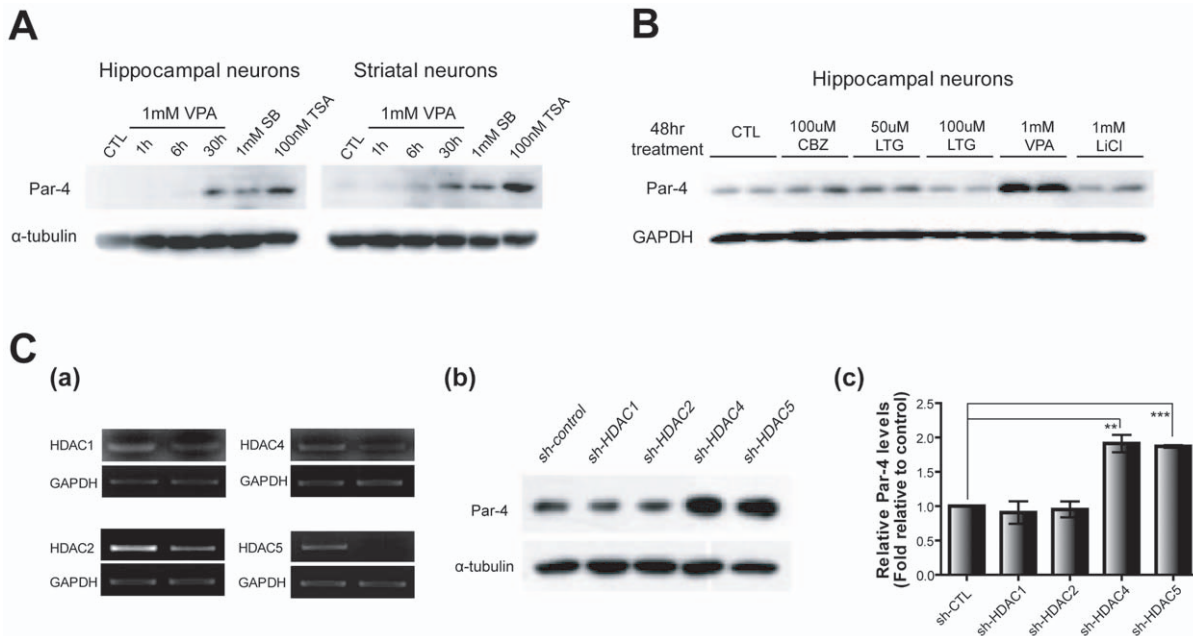 A
Hippocampal neurons
Striatal neurons
1mM VPA
1mM VPA
CTL 1h 6h 30h 1mM SB 100nM TSA
CTL 1h 6h 30h 1mM SB 100nM TSA
Par-4
α-tubulin
B
Hippocampal neurons
48hr treatment
CTL
100uM CBZ
50uM LTG
100uM LTG
1mM VPA
1mM LiCl
Par-4
GAPDH
C
(a)
HDAC1
GAPDH
HDAC4
GAPDH
HDAC2
GAPDH
HDAC5
GAPDH
(b)
sh-control sh-HDAC1 sh-HDAC2 sh-HDAC4 sh-HDAC5
Par-4
α-tubulin
(c)
Relative Par-4 levels
(Fold relative to control)
2.5
2.0
1.5
1.0
0.5
0.0
**
***
sh-CTL sh-HDAC1 sh-HDAC2 sh-HDAC4 sh-HDAC5